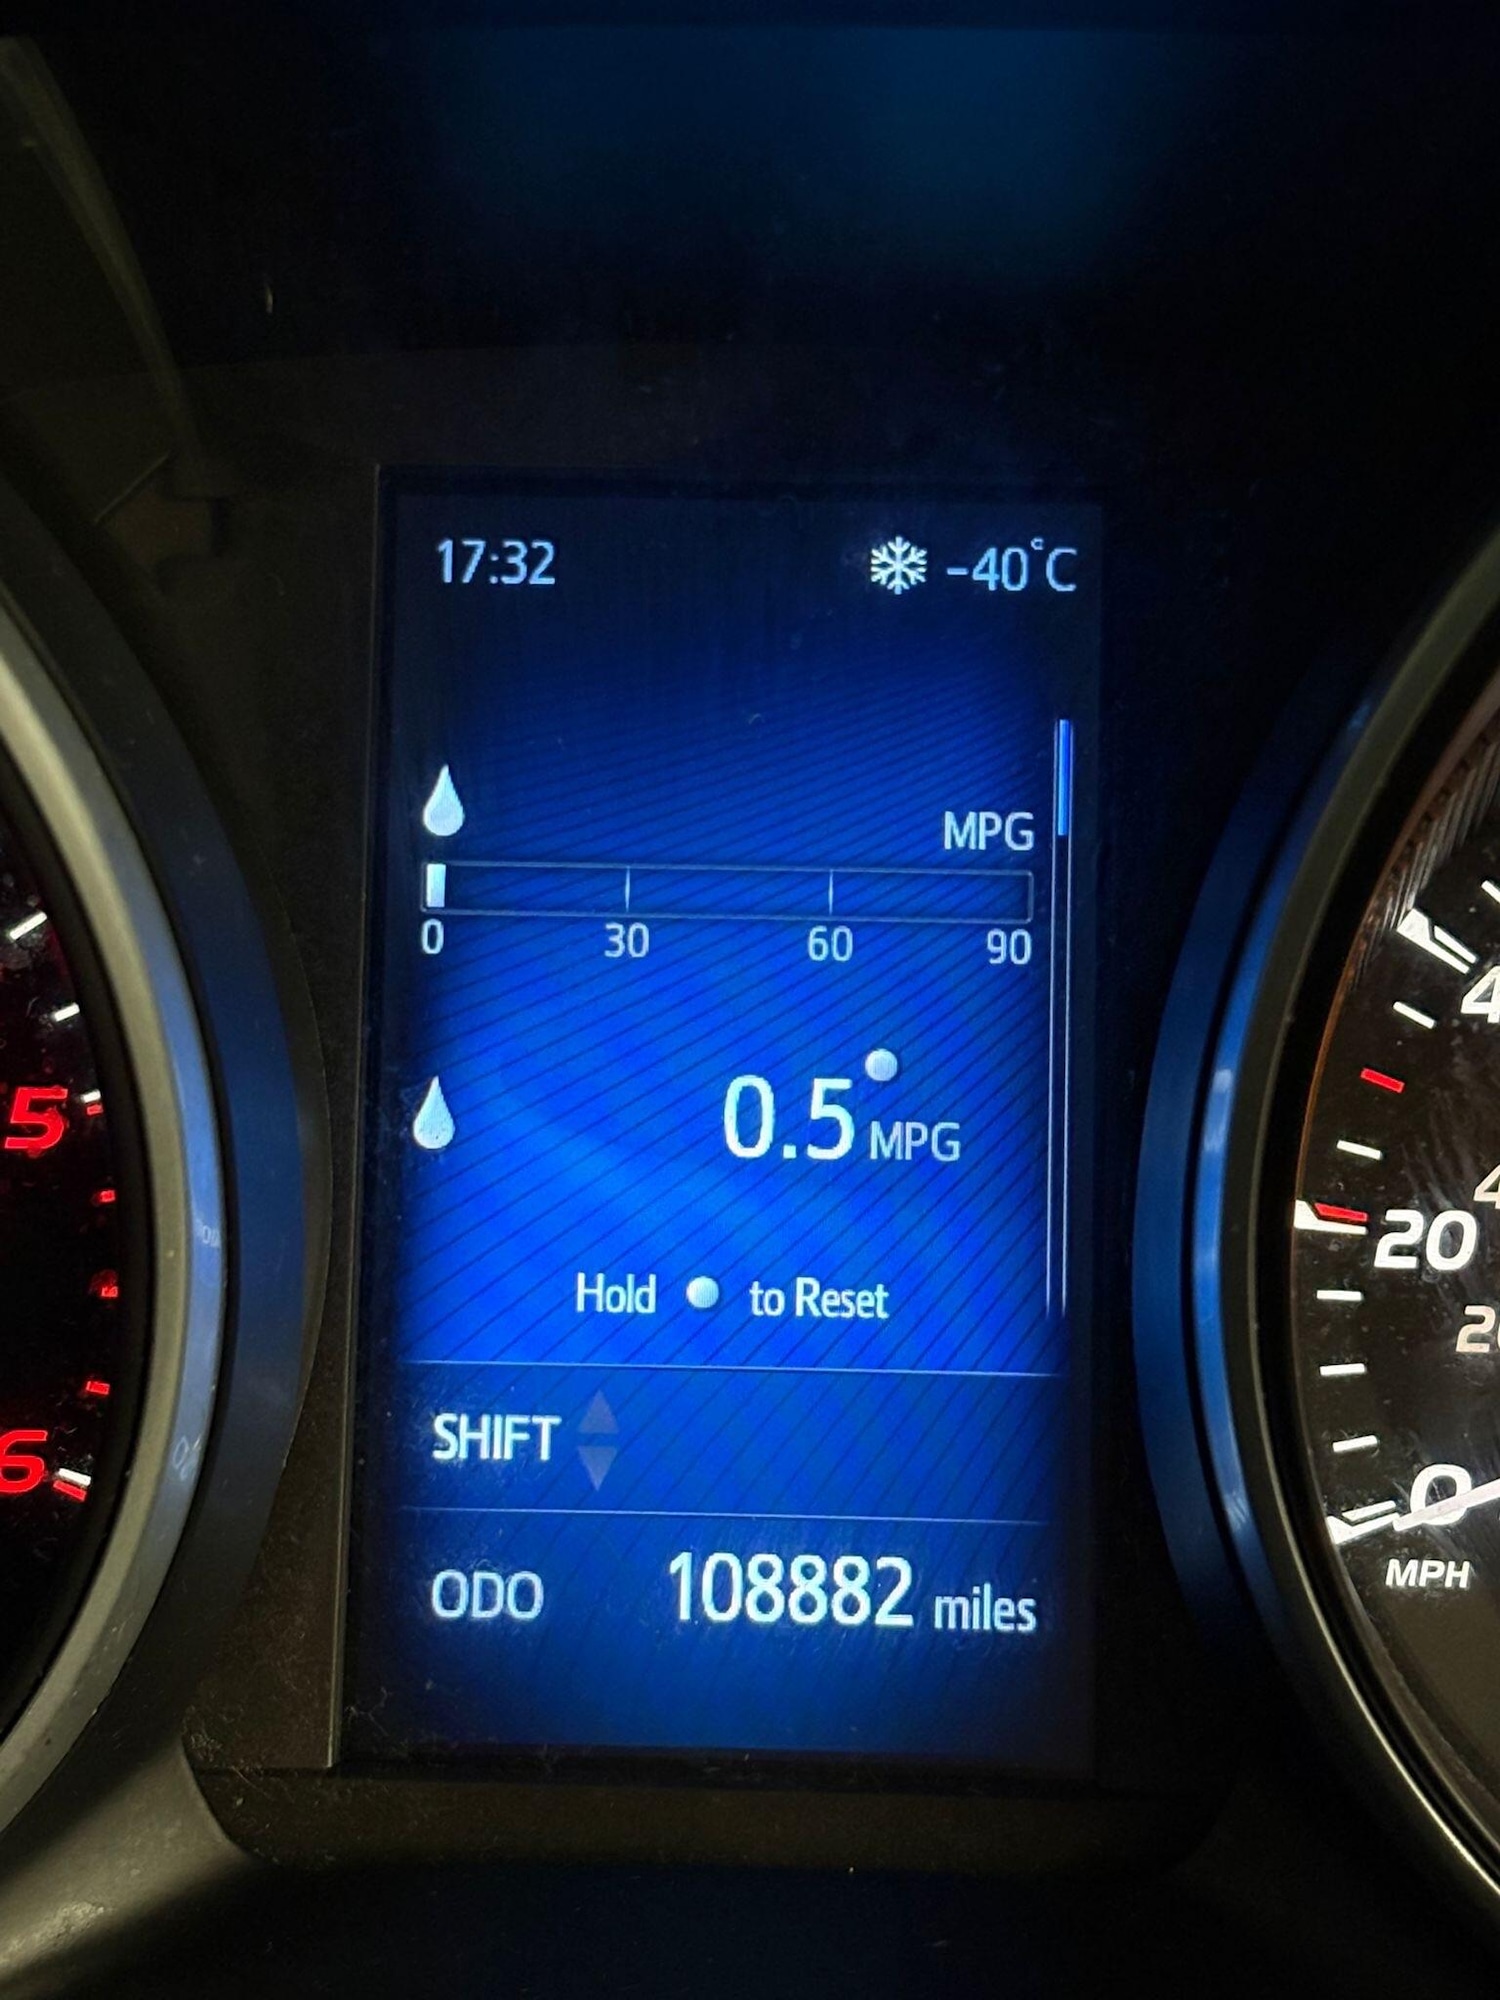 17:32 -40°C
MPG
0 30 60 90
0.5 MPG
Hold to Reset
SHIFT
ODO 108882 miles
5
6
20
0
MPH